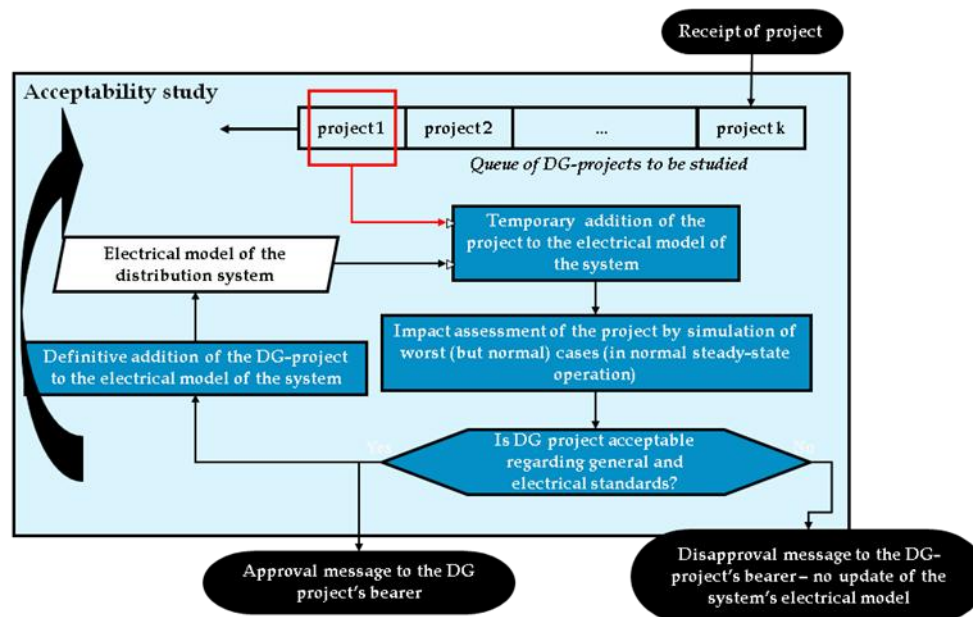 Receipt of
project
Acceptability study
project 1
project 2
...
project k
Queue of DG-projects to be studied
Temporary addition of the
project to the electrical model of
the system
Electrical model of the
distribution system
Impact assessment of the project by simulation of
worst (but normal) cases (in normal steady-state
operation)
Definitive addition of the DG-project
to the electrical model of the system
Yes
Is DG project acceptable
regarding general and
electrical standards?
No
Approval message to the DG
project's bearer
Disapproval message to the DG-
project's bearer – no update of the
system's electrical model